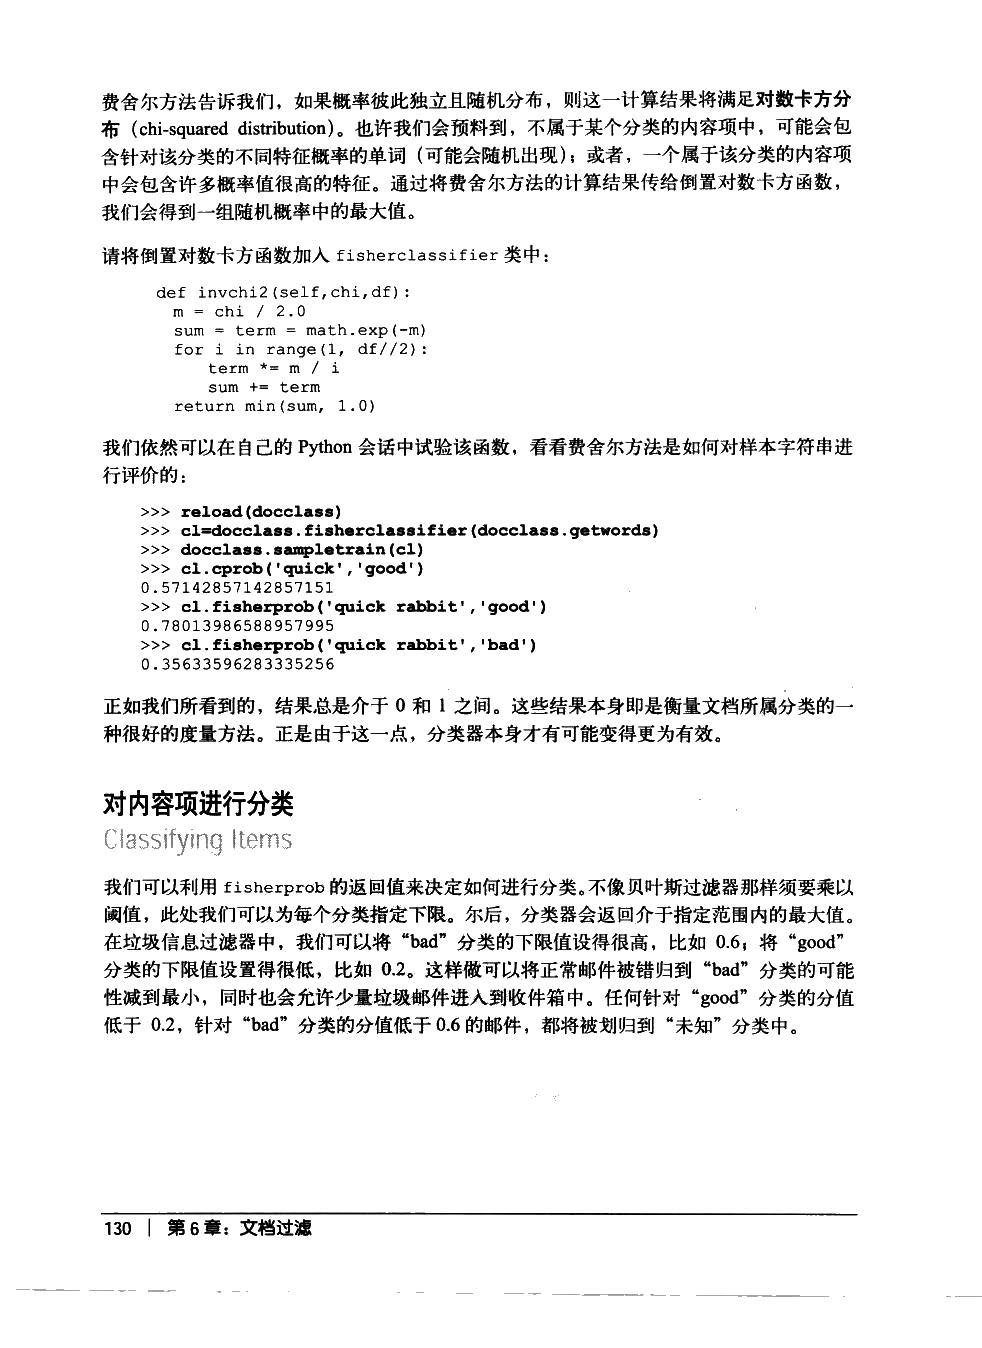 费舍尔方法告诉我们，如果概率彼此独立且随机分布，则这一计算结果将满足对数卡方分
布（chi-squared distribution）。也许我们会预料到，不属于某个分类的内容项中，可能会包
含针对该分类的不同特征概率的单词（可能会随机出现）；或者，一个属于该分类的内容项
中会包含许多概率值很高的特征。通过将费舍尔方法的计算结果传给倒置对数卡方函数，
我们会得到一组随机概率中的最大值。
请将倒置对数卡方函数加入 fisherclassifier 类中：
def invchi2(self,chi,df):
m = chi / 2.0
sum = term = math.exp(-m)
for i in range(1, df//2):
term *= m / i
sum += term
return min(sum, 1.0)
我们依然可以在自己的 Python 会话中试验该函数，看看费舍尔方法是如何对样本字符串进
行评价的：
>>> reload(docclass)
>>> cl=docclass.fisherclassifier(docclass.getwords)
>>> docclass.sampletrain(cl)
>>> cl.cprob('quick','good')
0.57142857142857151
>>> cl.fisherprob('quick rabbit','good')
0.78013986588957995
>>> cl.fisherprob('quick rabbit','bad')
0.35633596283335256
正如我们所看到的，结果总是介于 0 和 1 之间。这些结果本身即是衡量文档所属分类的一
种很好的度量方法。正是由于这一点，分类器本身才有可能变得更为有效。
对内容项进行分类
Classifying Items
我们可以利用 fisherprob 的返回值来决定如何进行分类。不像贝叶斯过滤器那样须要乘以
阈值，此处我们可以为每个分类指定下限。尔后，分类器会返回介于指定范围内的最大值。
在垃圾信息过滤器中，我们可以将“bad”分类的下限值设得很高，比如 0.6；将“good”
分类的下限值设置得很低，比如 0.2。这样做可以将正常邮件被错归到“bad”分类的可能
性减到最小，同时也会允许少量垃圾邮件进入到收件箱中。任何针对“good”分类的分值
低于 0.2，针对“bad”分类的分值低于 0.6 的邮件，都将被划归到“未知”分类中。
130 | 第 6 章：文档过滤